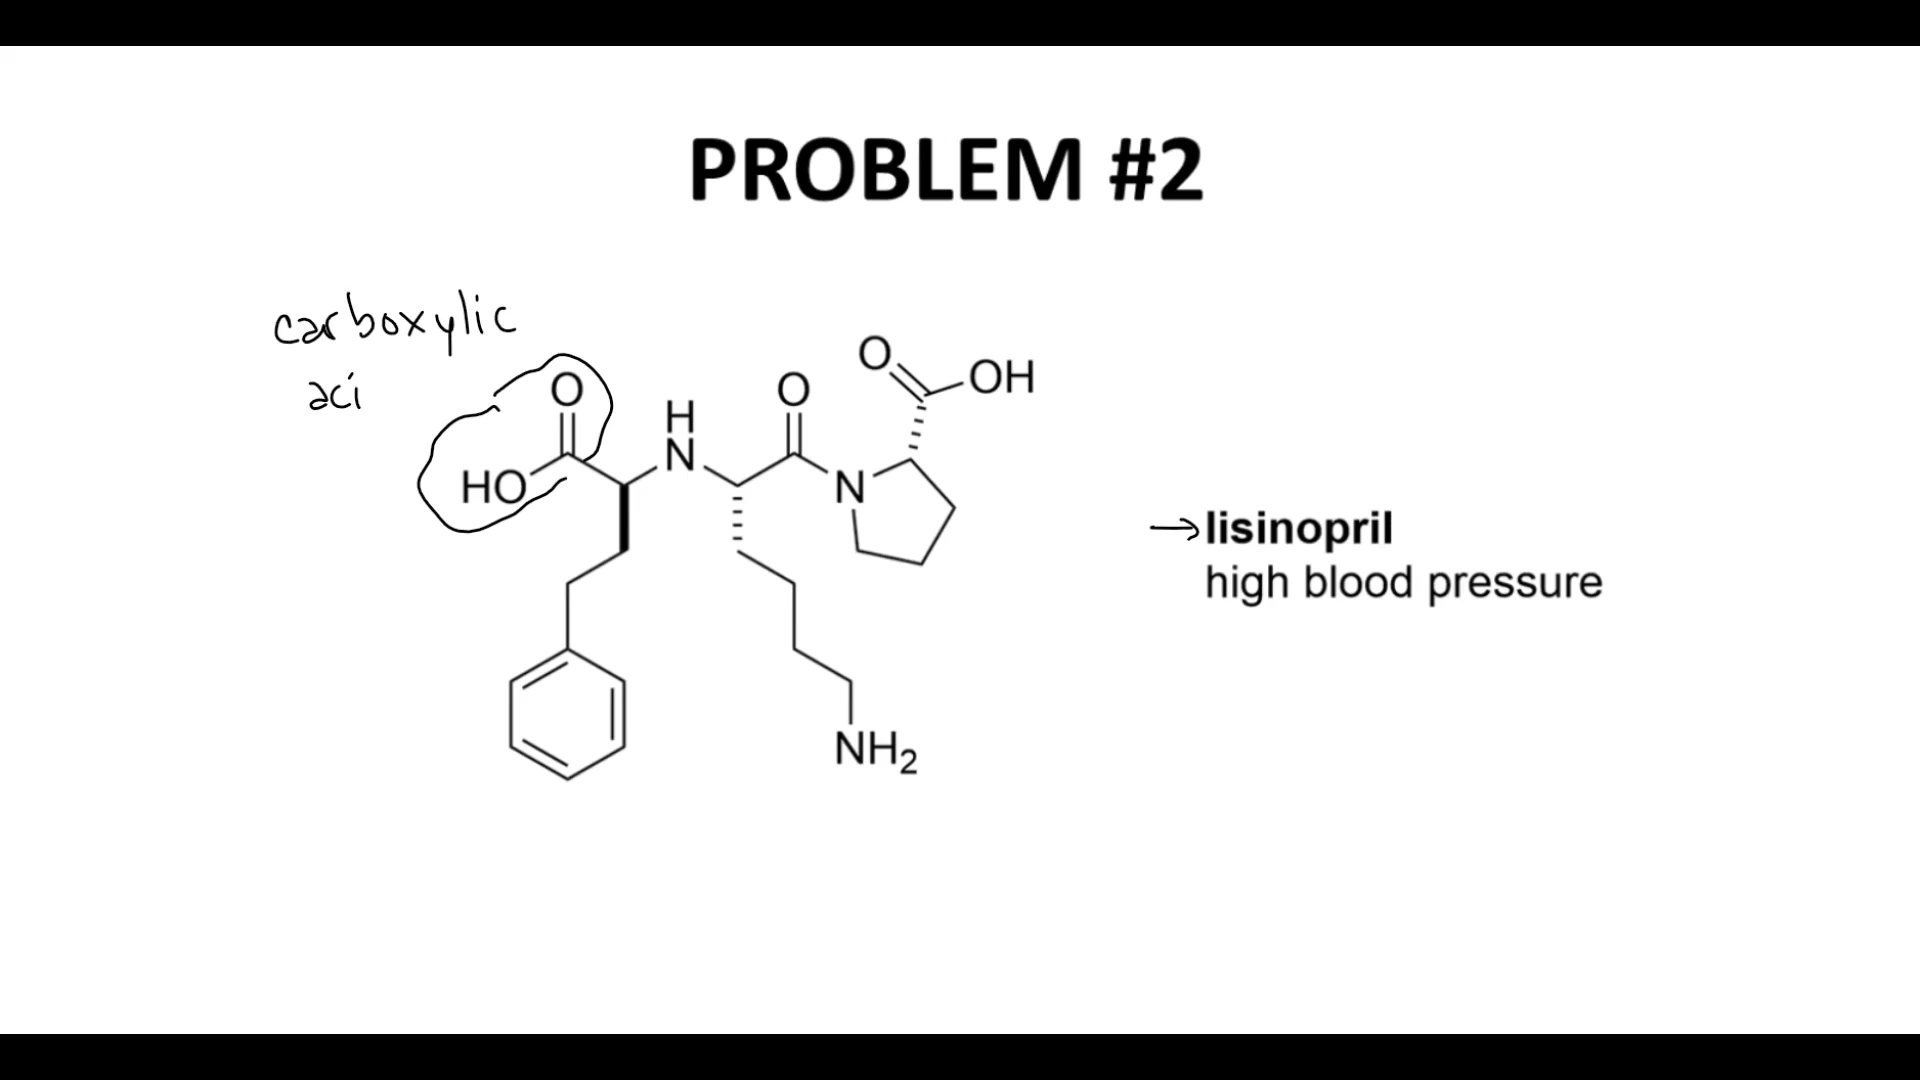 PROBLEM #2
carboxylic
aci
O
HO
H
N
O
N
O
OH
NH2
→lisinopril
high blood pressure